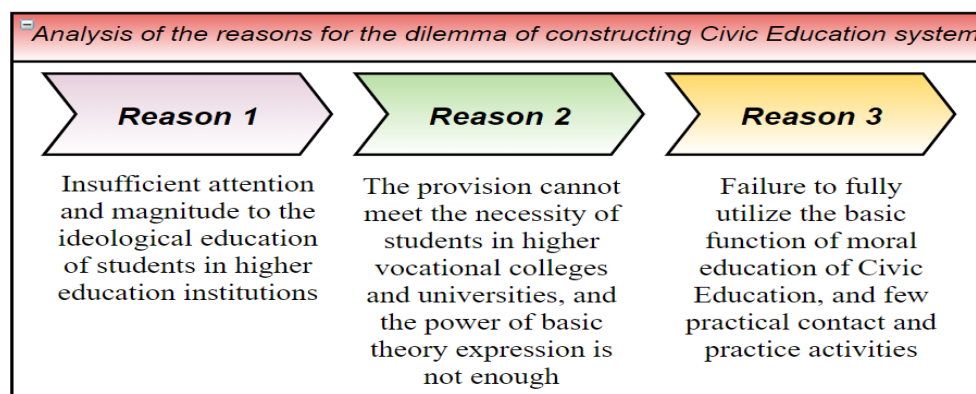 Analysis of the reasons for the dilemma of constructing Civic Education system
Reason 1
Insufficient attention
and magnitude to the
ideological education
of students in higher
education institutions
Reason 2
The provision cannot
meet the necessity of
students in higher
vocational colleges
and universities, and
the power of basic
theory expression is
not enough
Reason 3
Failure to fully
utilize the basic
function of moral
education of Civic
Education, and few
practical contact and
practice activities